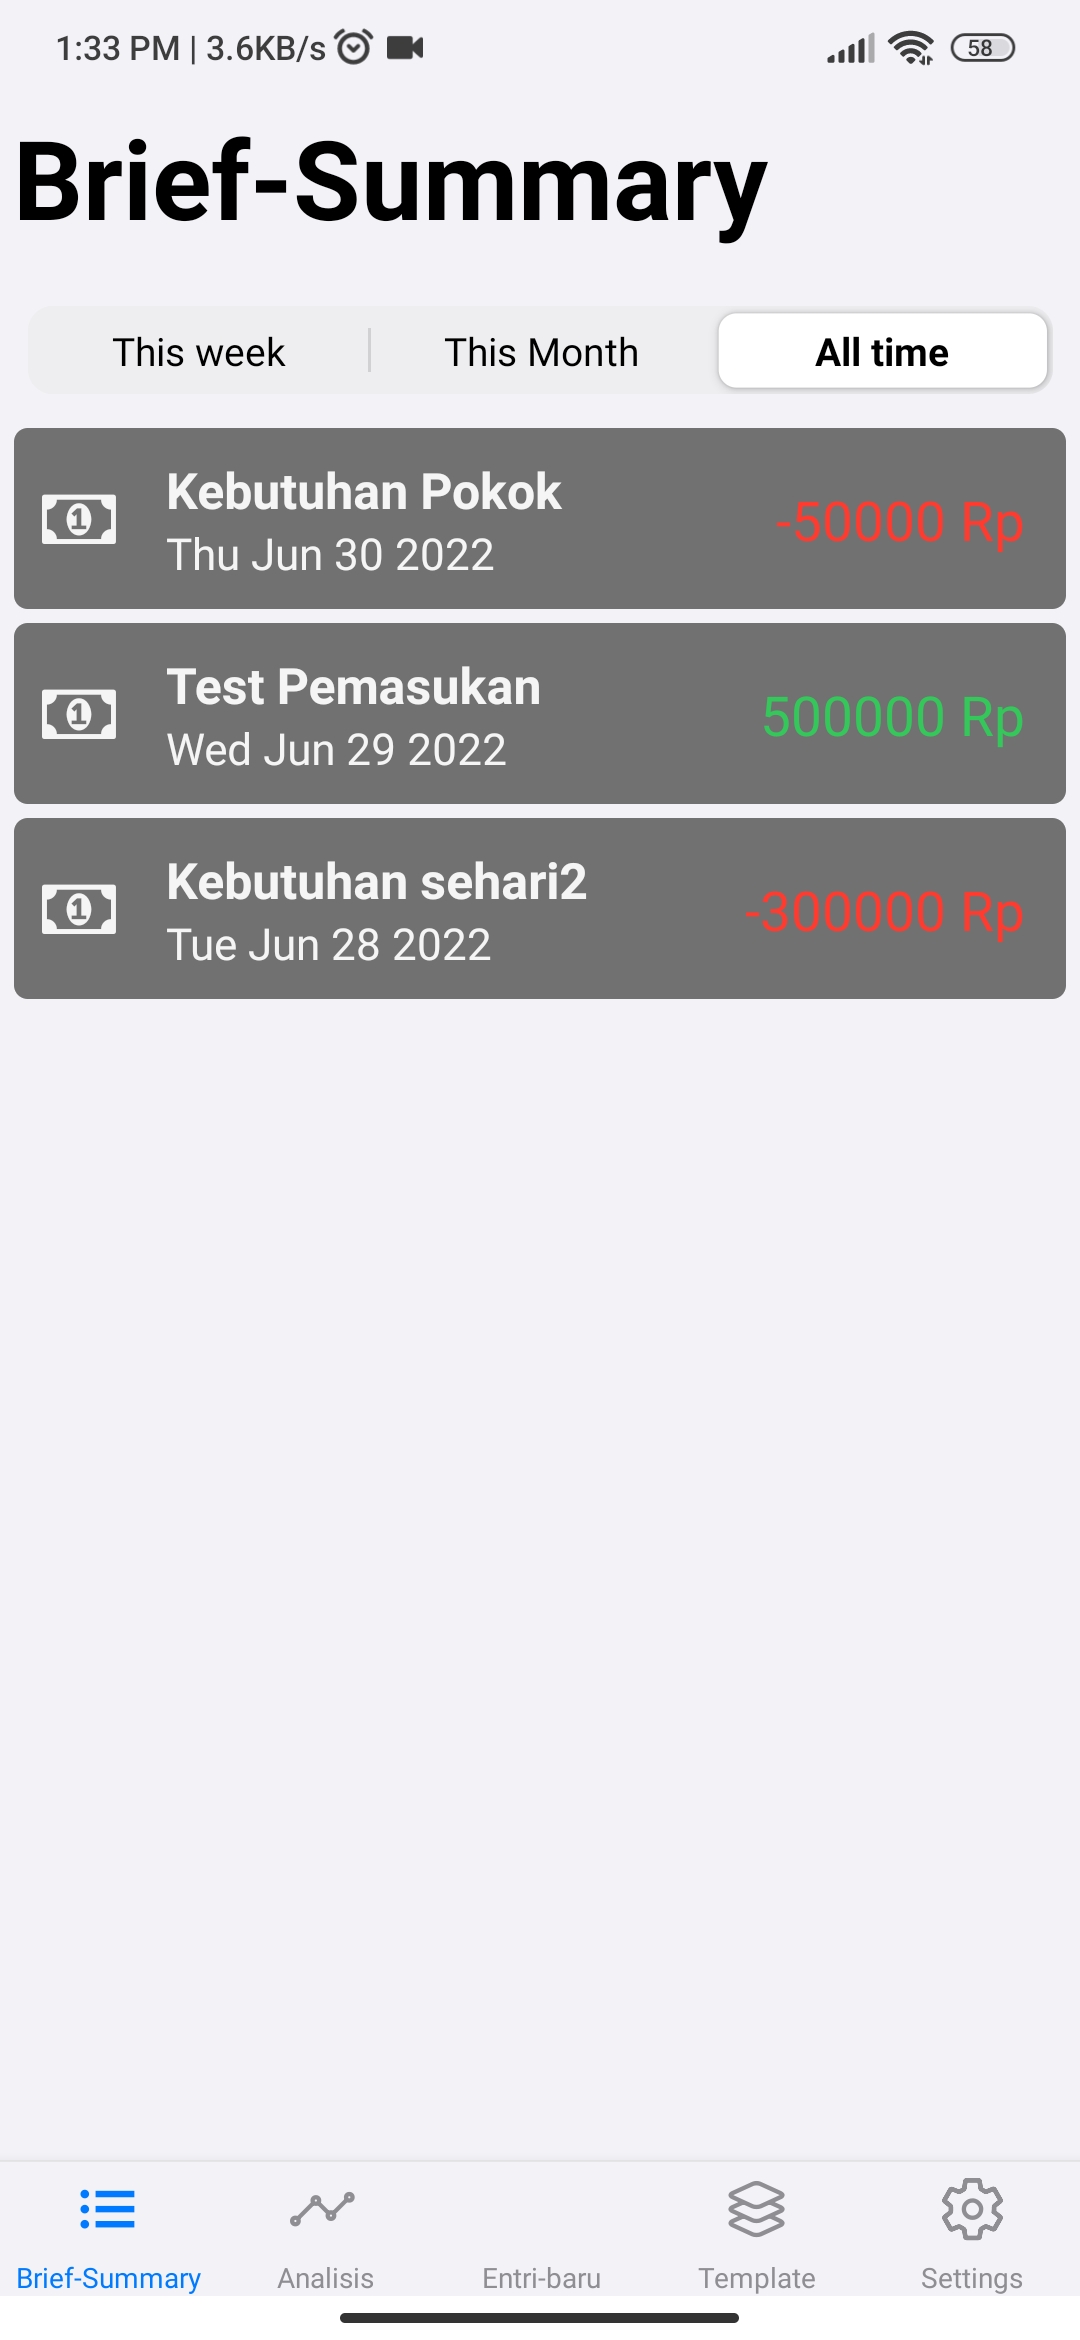 1:33 PM | 3.6KB/s
58
Brief-Summary
This week
This Month
All time
Kebutuhan Pokok
Thu Jun 30 2022
-50000 Rp
Test Pemasukan
Wed Jun 29 2022
500000 Rp
Kebutuhan sehari2
Tue Jun 28 2022
-300000 Rp
Brief-Summary
Analisis
Entri-baru
Template
Settings